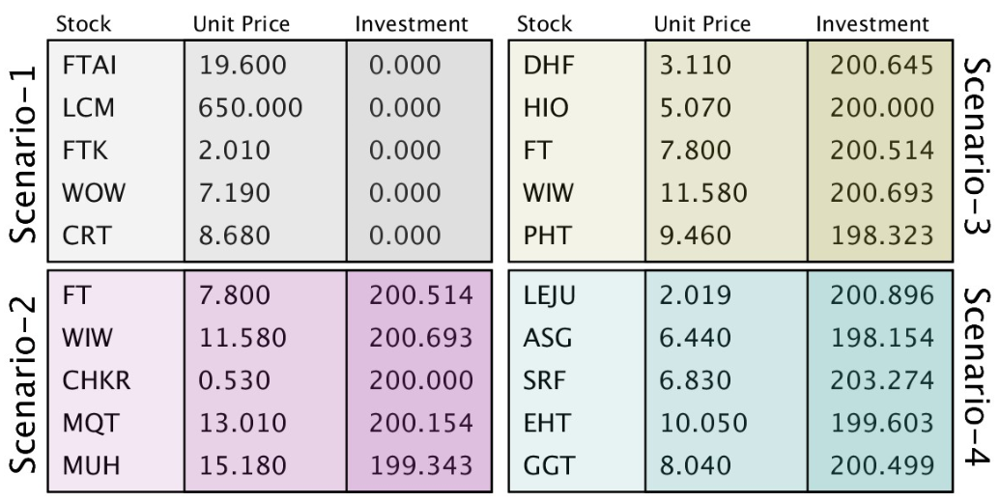 Stock Unit Price Investment
Scenario-1
FTAI 19.600 0.000
LCM 650.000 0.000
FTK 2.010 0.000
WOW 7.190 0.000
CRT 8.680 0.000
Scenario-2
FT 7.800 200.514
WIW 11.580 200.693
CHKR 0.530 200.000
MQT 13.010 200.154
MUH 15.180 199.343
Stock Unit Price Investment
DHF 3.110 200.645
HIO 5.070 200.000
FT 7.800 200.514
WIW 11.580 200.693
PHT 9.460 198.323
Scenario-3
LEJU 2.019 200.896
ASG 6.440 198.154
SRF 6.830 203.274
EHT 10.050 199.603
GGT 8.040 200.499
Scenario-4